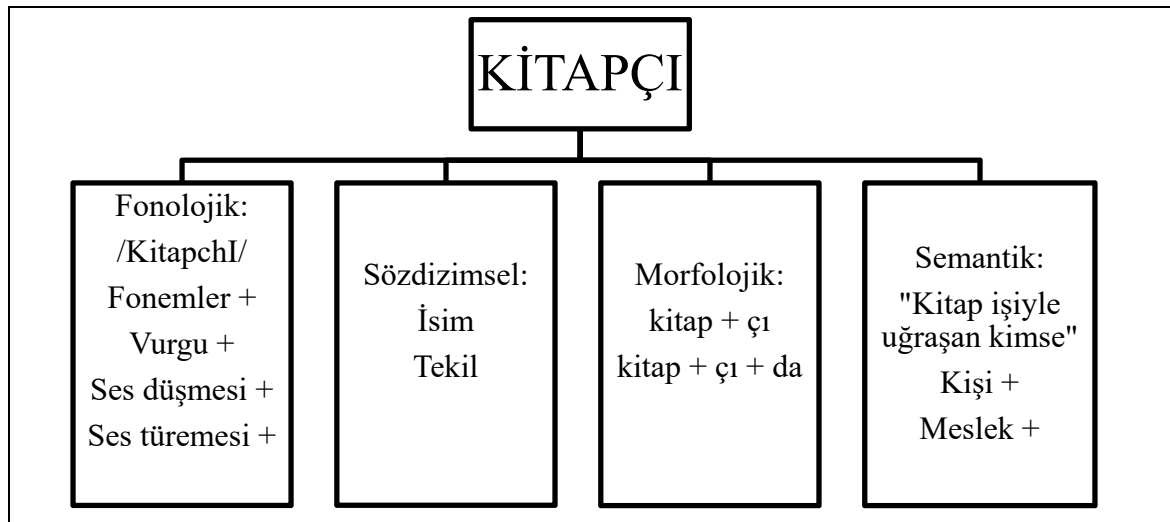 KİTAPÇI
Fonolojik:
/KitapchI/
Fonemler +
Vurgu +
Ses düşmesi +
Ses türemesi +
Sözdizimsel:
İsim
Tekil
Morfolojik:
kitap + çı
kitap + çı + da
Semantik:
"Kitap işiyle
uğraşan kimse"
Kişi +
Meslek +